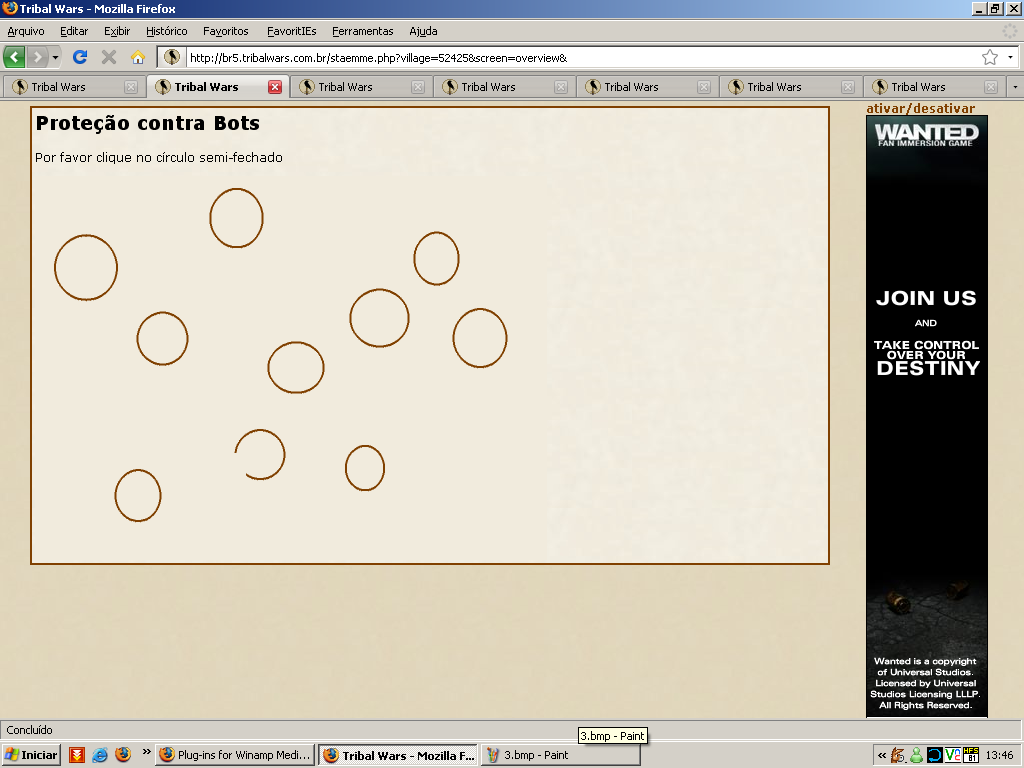 Tribal Wars - Mozilla Firefox
Arquivo Editar Exibir Histórico Favoritos FavoritIEs Ferramentas Ajuda
http://br5.tribalwars.com.br/staemme.php?village=52425&screen=overview&
Tribal Wars Tribal Wars Tribal Wars Tribal Wars Tribal Wars Tribal Wars Tribal Wars
ativar/desativar
Proteção contra Bots
Por favor clique no círculo semi-fechado
WANTED
FAN IMMERSION GAME
JOIN US
AND
TAKE CONTROL
OVER YOUR
DESTINY
Wanted is a copyright
of Universal Studios.
Licensed by Universal
Studios Licensing LLLP.
All Rights Reserved.
Concluído
3.bmp - Paint
Iniciar » Plug-ins for Winamp Medi... Tribal Wars - Mozilla F... 3.bmp - Paint « HFS 81 13:46